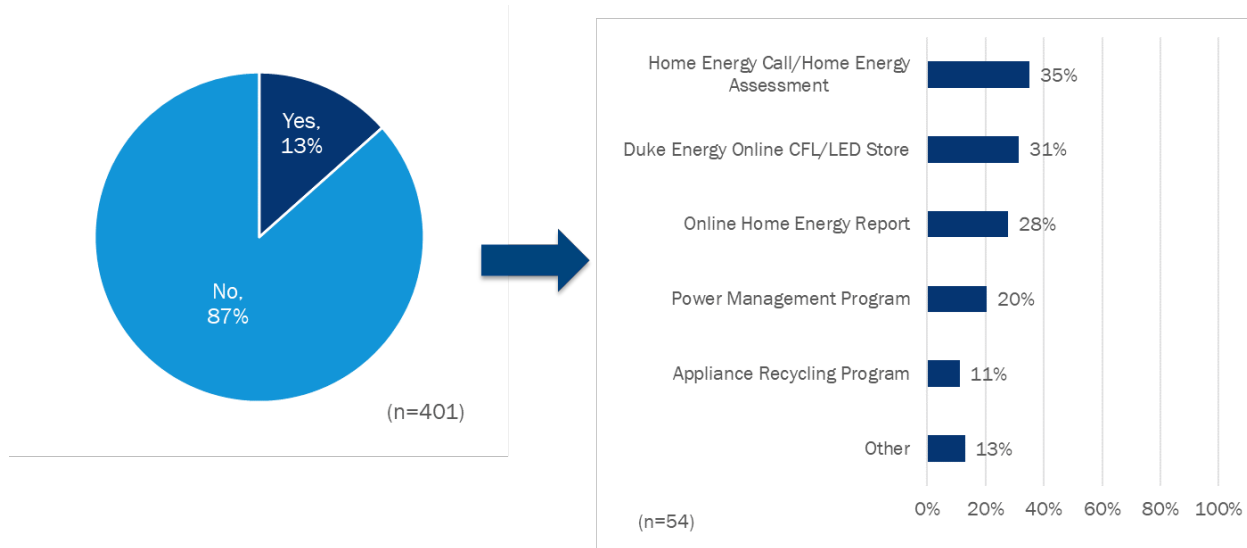 Yes,
13%
No,
87%
(n=401)
Home Energy Call/Home Energy
Assessment
35%
Duke Energy Online CFL/LED Store
31%
Online Home Energy Report
28%
Power Management Program
20%
Appliance Recycling Program
11%
Other
13%
0% 20% 40% 60% 80% 100%
(n=54)